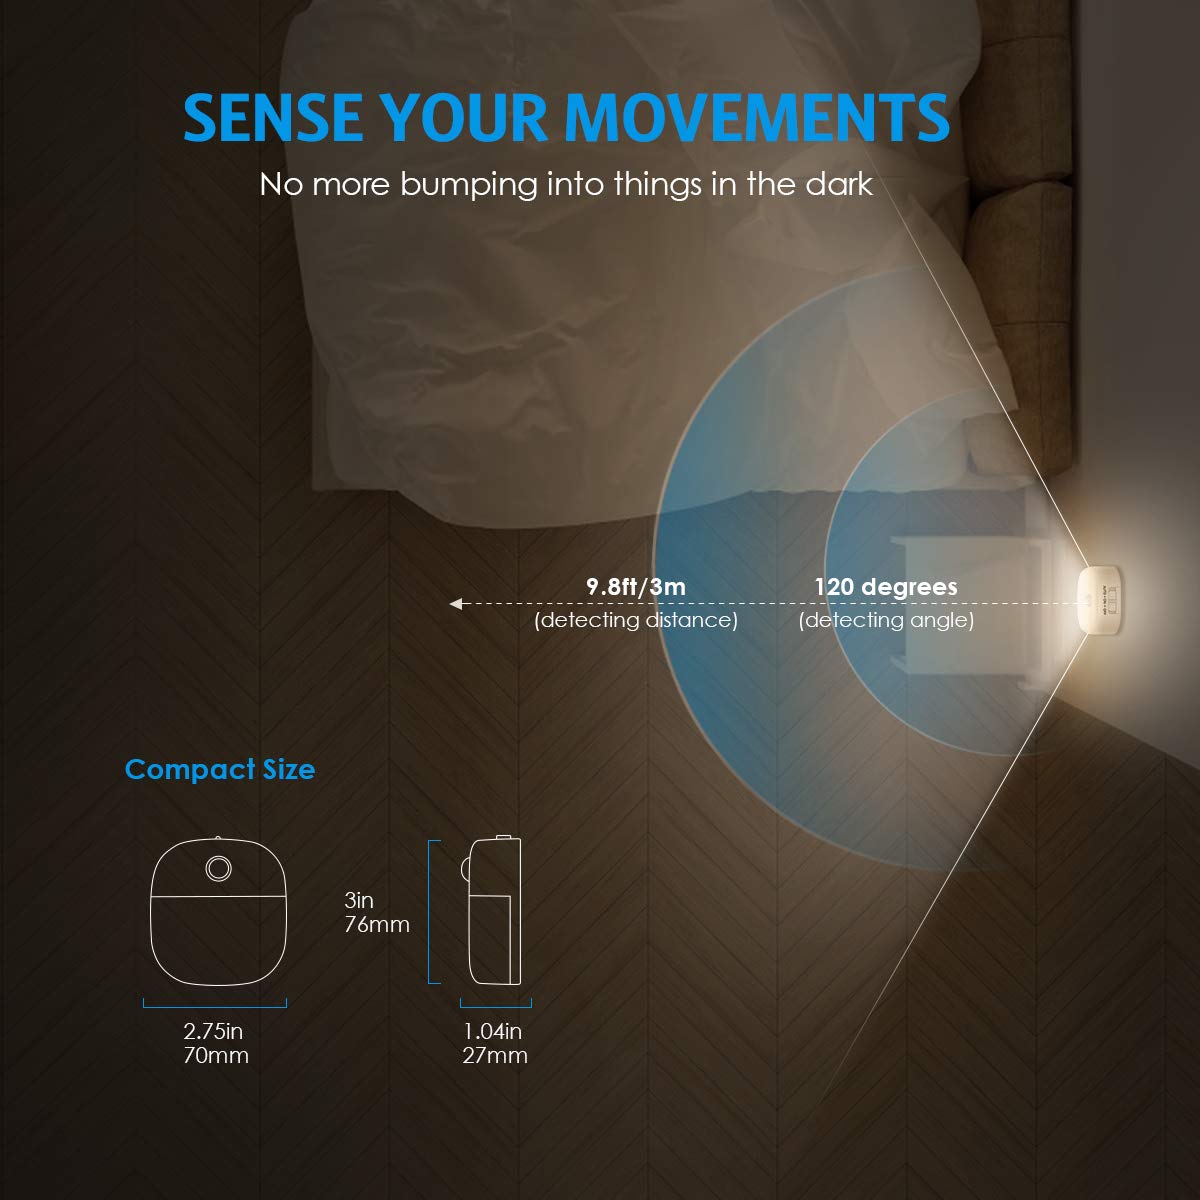 SENSE YOUR MOVEMENTS
No more bumping into things in the dark
9.8ft/3m
(detecting distance)
120 degrees
(detecting angle)
Compact Size
3in
76mm
2.75in
70mm
1.04in
27mm